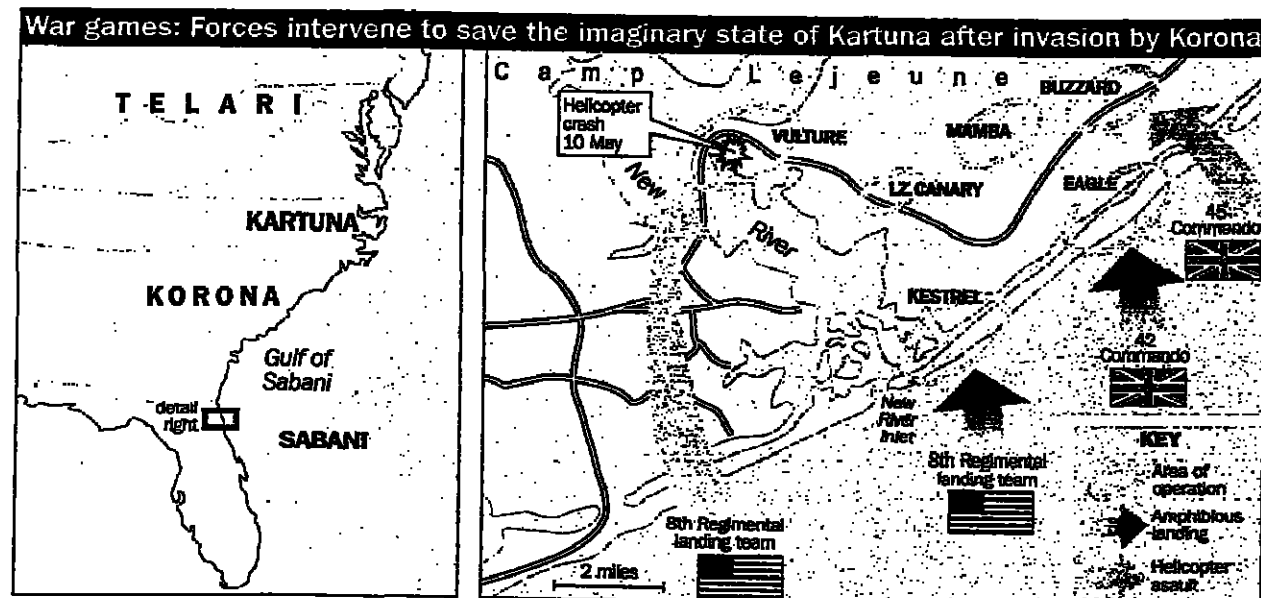 War games: Forces intervene to save the imaginary state of Kartuna after invasion by Korona
TELARI
KARTUNA
KORONA
Gulf of
Sabani
detail
right
SABANI
Camp Lejeune
Helicopter
crash
10 May
New
River
VULTURE
MAMBA
BUZZARD
LZ CANARY
EAGLE
45
Commando
KESTREL
42
Commando
New
River
Inlet
8th Regimental
landing team
8th Regimental
landing team
2 miles
KEY
Area of
operation
Amphibious
landing
Helicopter
assault